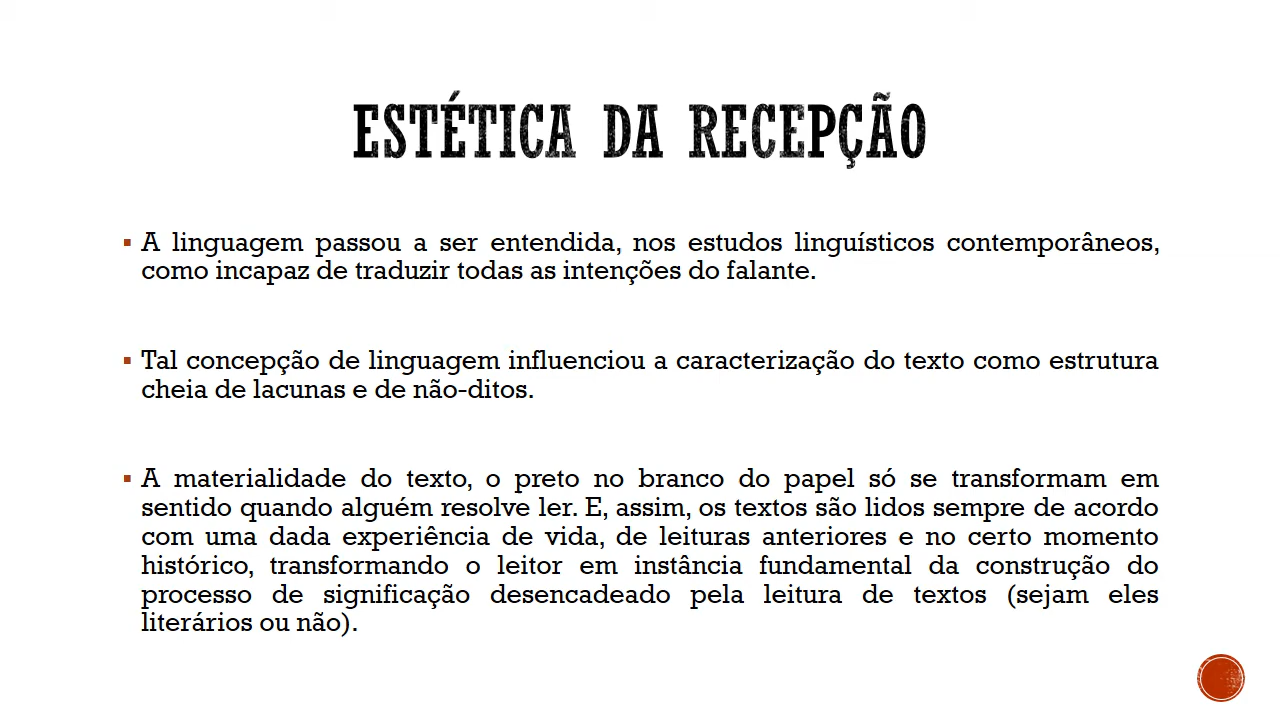 ESTÉTICA DA RECEPÇÃO
▪ A linguagem passou a ser entendida, nos estudos linguísticos contemporâneos,
como incapaz de traduzir todas as intenções do falante.
▪ Tal concepção de linguagem influenciou a caracterização do texto como estrutura
cheia de lacunas e de não-ditos.
▪ A materialidade do texto, o preto no branco do papel só se transformam em
sentido quando alguém resolve ler. E, assim, os textos são lidos sempre de acordo
com uma dada experiência de vida, de leituras anteriores e no certo momento
histórico, transformando o leitor em instância fundamental da construção do
processo de significação desencadeado pela leitura de textos (sejam eles
literários ou não).